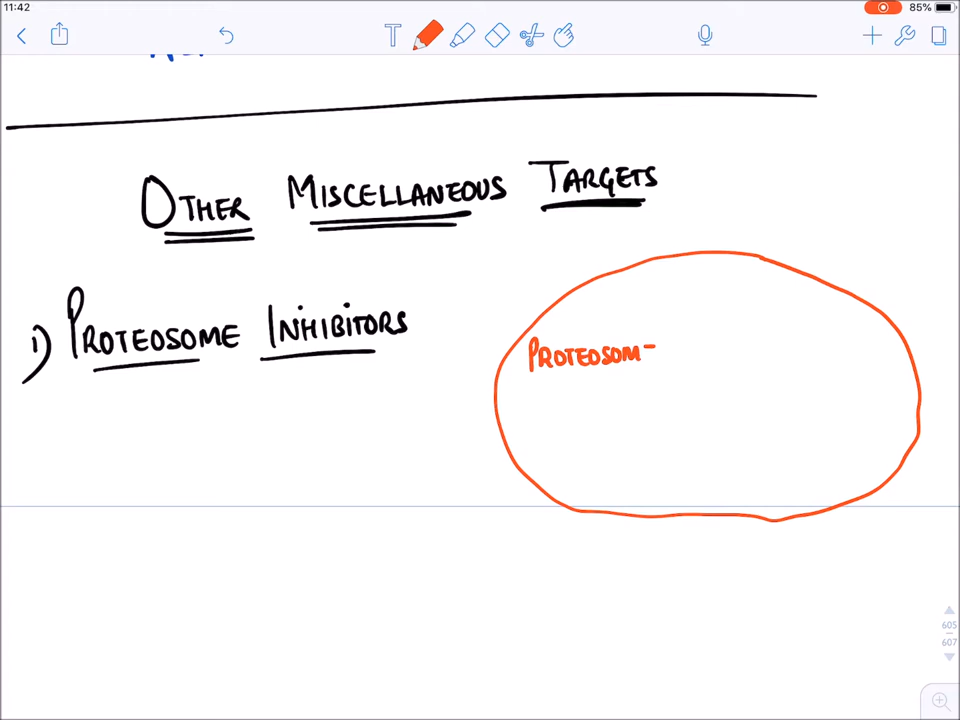 11:42
85%
T
OTHER MISCELLANEOUS TARGETS
1) PROTEOSOME INHIBITORS
PROTEOSOM
605
607